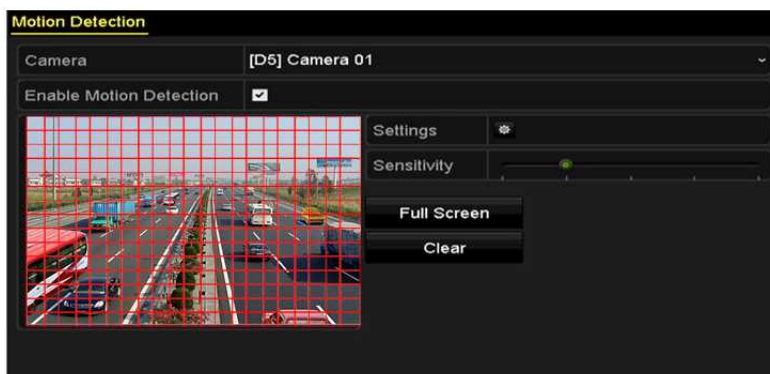 Motion Detection
Camera [D5] Camera 01
Enable Motion Detection
Settings
Sensitivity
Full Screen
Clear